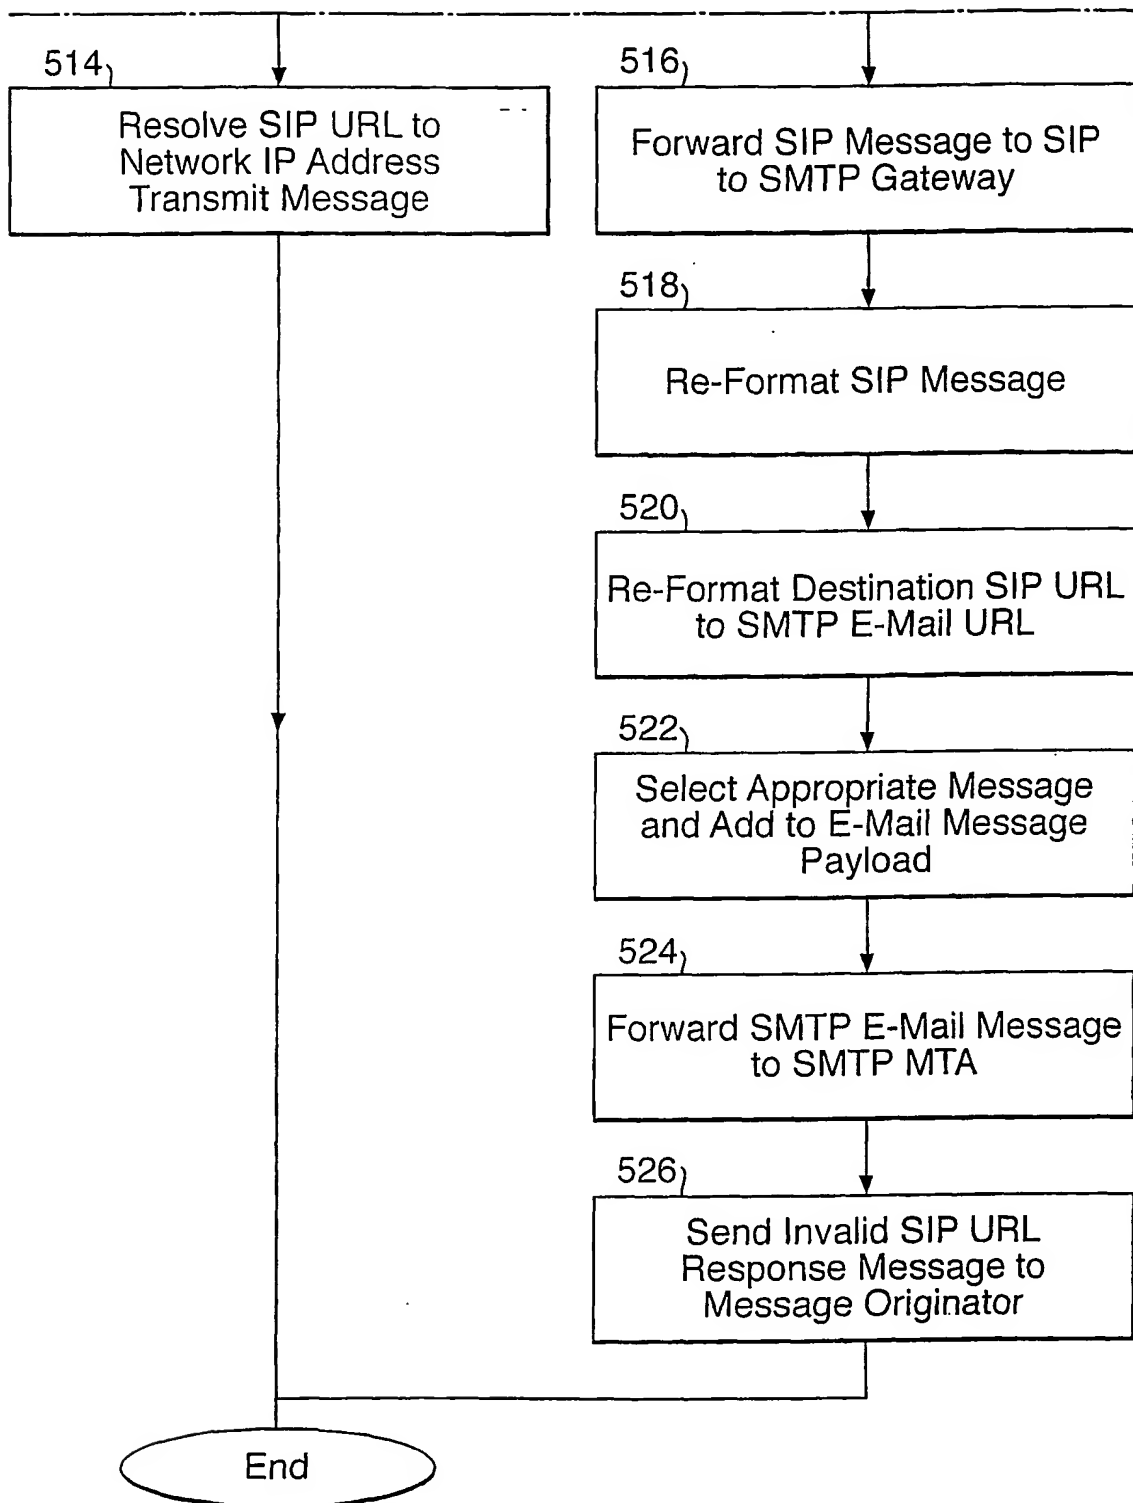 514
Resolve SIP URL to
Network IP Address
Transmit Message
516
Forward SIP Message to SIP
to SMTP Gateway
518
Re-Format SIP Message
520
Re-Format Destination SIP URL
to SMTP E-Mail URL
522
Select Appropriate Message
and Add to E-Mail Message
Payload
524
Forward SMTP E-Mail Message
to SMTP MTA
526
Send Invalid SIP URL
Response Message to
Message Originator
End